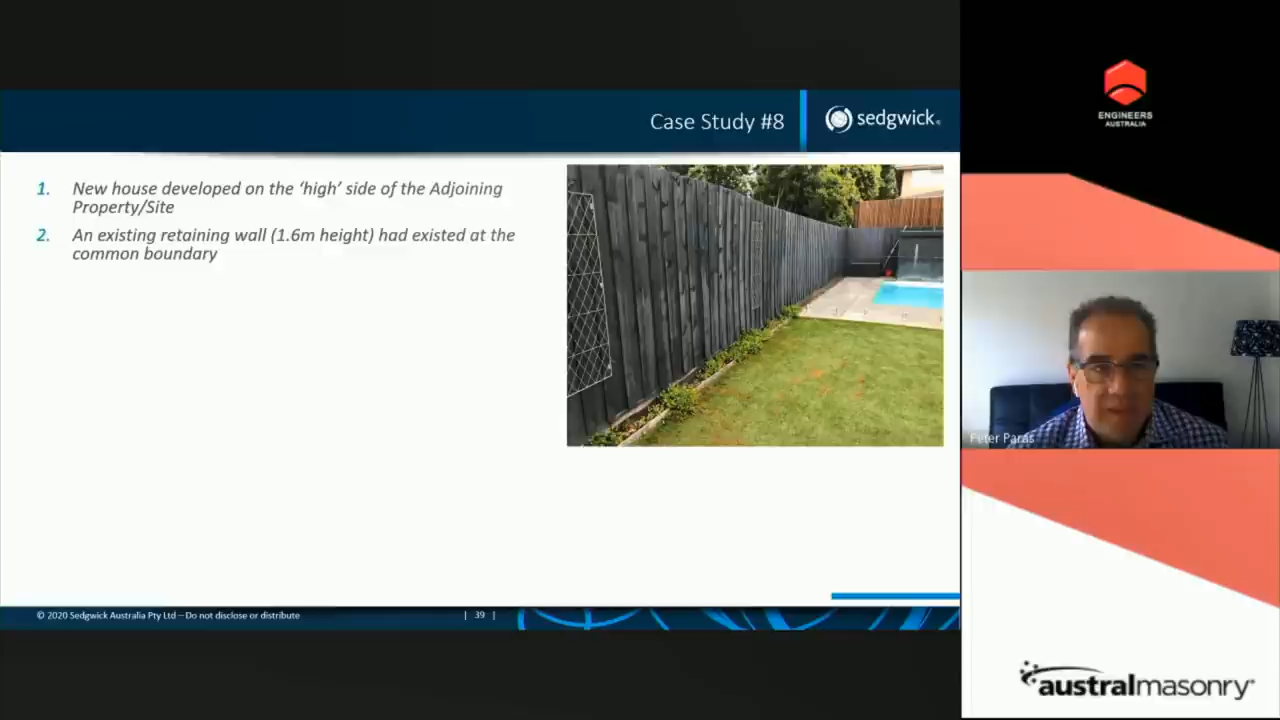 Case Study #8
sedgwick
1. New house developed on the ‘high’ side of the Adjoining
Property/Site
2. An existing retaining wall (1.6m height) had existed at the
common boundary
© 2020 Sedgwick Australia Pty Ltd – Do not disclose or distribute
| 39 |
ENGINEERS
AUSTRALIA
Peter Paras
australmasonry